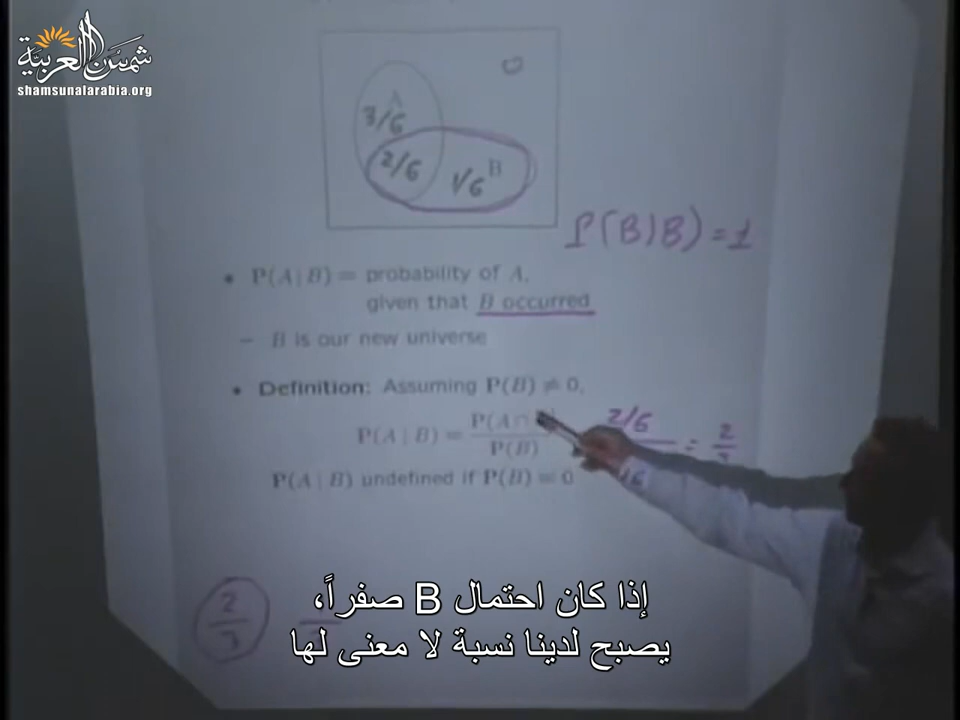 شمس العربية
shamsunalarabia.org
A
3/6
2/6
1/6
B
P(B|B) = 1
• P(A | B) = probability of A,
given that B occurred
– B is our new universe
• Definition: Assuming P(B) ≠ 0,
P(A | B) = P(A ∩
P(B)
2/6
= 2
P(A | B) undefined if P(B) = 0
2
3
إذا كان احتمال B صفراً،
يصبح لدينا نسبة لا معنى لها